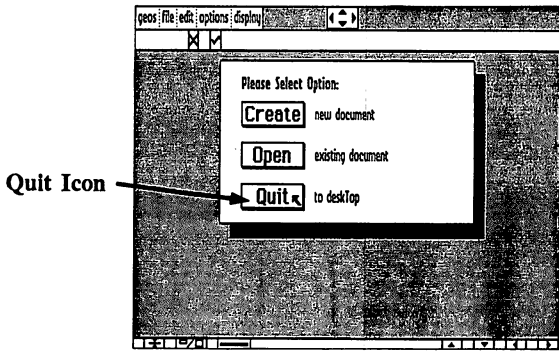 geos file edit options display
Please Select Option:
Create new document
Open existing document
Quit to deskTop
Quit Icon